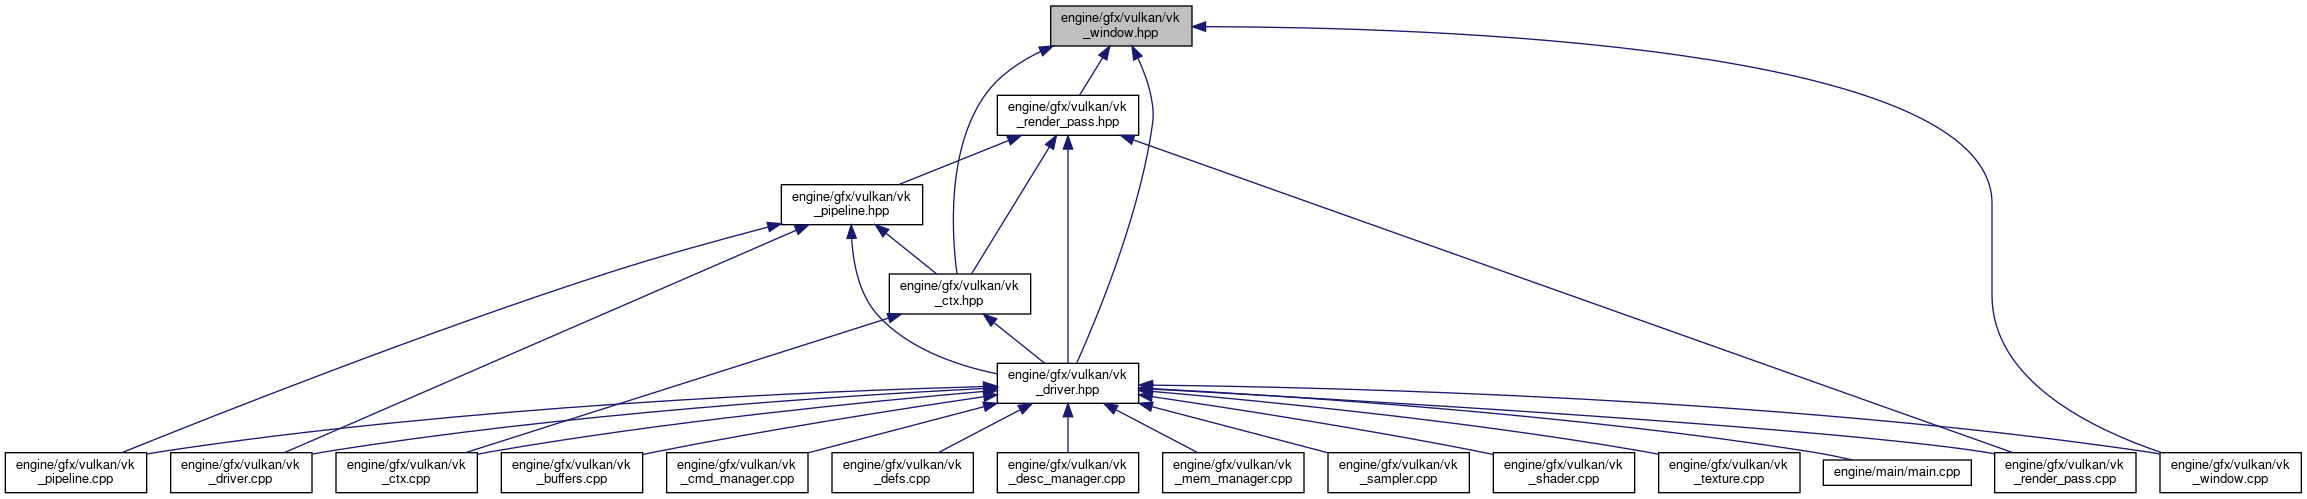 engine/gfx/vulkan/vk
_window.hpp
engine/gfx/vulkan/vk
_render_pass.hpp
engine/gfx/vulkan/vk
_pipeline.hpp
engine/gfx/vulkan/vk
_ctx.hpp
engine/gfx/vulkan/vk
_driver.hpp
engine/gfx/vulkan/vk
_pipeline.cpp
engine/gfx/vulkan/vk
_driver.cpp
engine/gfx/vulkan/vk
_ctx.cpp
engine/gfx/vulkan/vk
_buffers.cpp
engine/gfx/vulkan/vk
_cmd_manager.cpp
engine/gfx/vulkan/vk
_defs.cpp
engine/gfx/vulkan/vk
_desc_manager.cpp
engine/gfx/vulkan/vk
_mem_manager.cpp
engine/gfx/vulkan/vk
_sampler.cpp
engine/gfx/vulkan/vk
_shader.cpp
engine/gfx/vulkan/vk
_texture.cpp
engine/main/main.cpp
engine/gfx/vulkan/vk
_render_pass.cpp
engine/gfx/vulkan/vk
_window.cpp